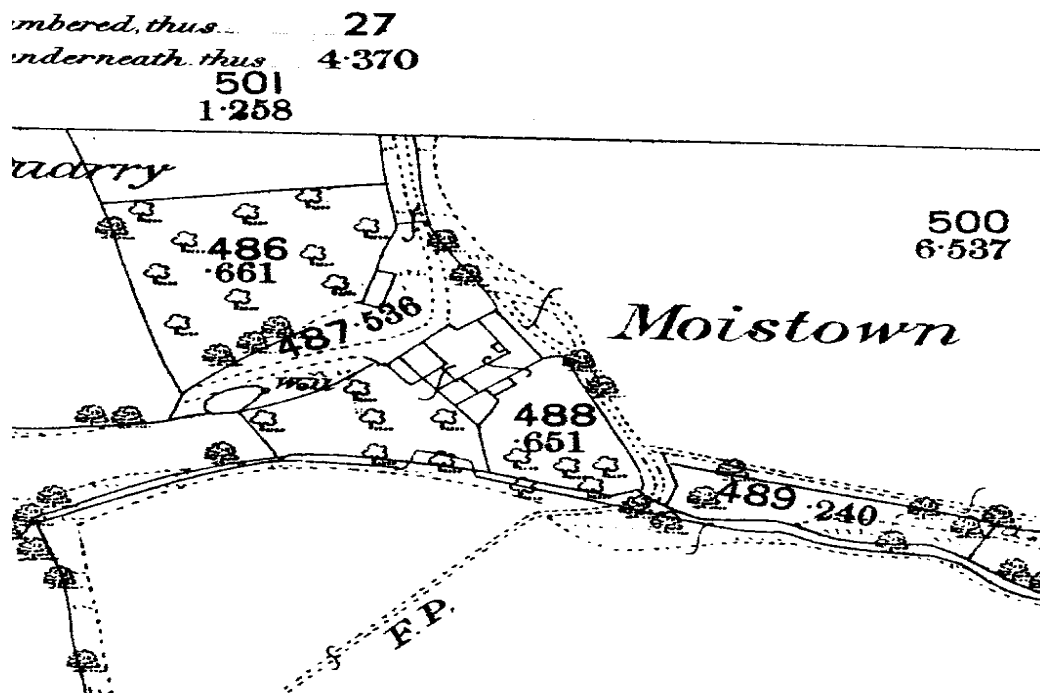 mbered, thus 27
nderneath thus 4·370
501
1·258
uarry
486
·661
500
6·537
487 ·536
Moistown
Well
488
·651
489 ·240
F.P.